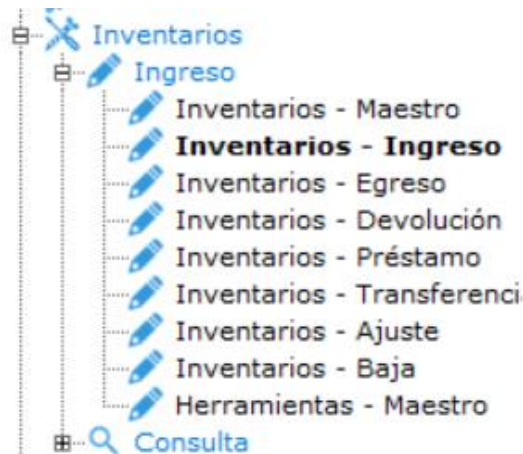 Inventarios
Ingreso
Inventarios - Maestro
Inventarios - Ingreso
Inventarios - Egreso
Inventarios - Devolución
Inventarios - Préstamo
Inventarios - Transferenci
Inventarios - Ajuste
Inventarios - Baja
Herramientas - Maestro
Consulta